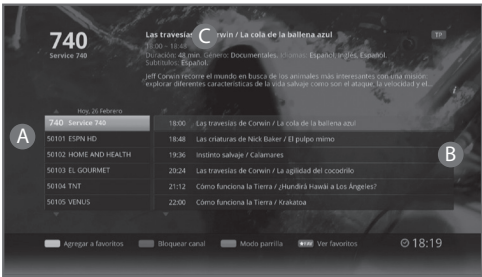 740
Service 740
Las travesías Corwin / La cola de la ballena azul
C
TP
18:00 ~ 18:48
Duración: 48 min. Género: Documentales. Idiomas: Español, Inglés, Español.
Subtítulos: Español.
Jeff Corwin recorre el mundo en busca de los animales más interesantes con una misión:
explorar diferentes características de la vida salvaje como son el ataque, la velocidad y el...
i
Hoy, 26 Febrero
A
B
740 Service 740
18:00 Las travesías de Corwin / La cola de la ballena azul
50101 ESPN HD
18:48 Las criaturas de Nick Baker / El pulpo mimo
50102 HOME AND HEALTH
19:36 Instinto salvaje / Calamares
50103 EL GOURMET
20:24 Las travesías de Corwin / La agilidad del cocodrilo
50104 TNT
21:12 Cómo funciona la Tierra / ¿Hundirá Hawái a Los Ángeles?
50105 VENUS
22:00 Cómo funciona la Tierra / Krakatoa
Agregar a favoritos
Bloquear canal
Modo parrilla
FAV Ver favoritos
18:19